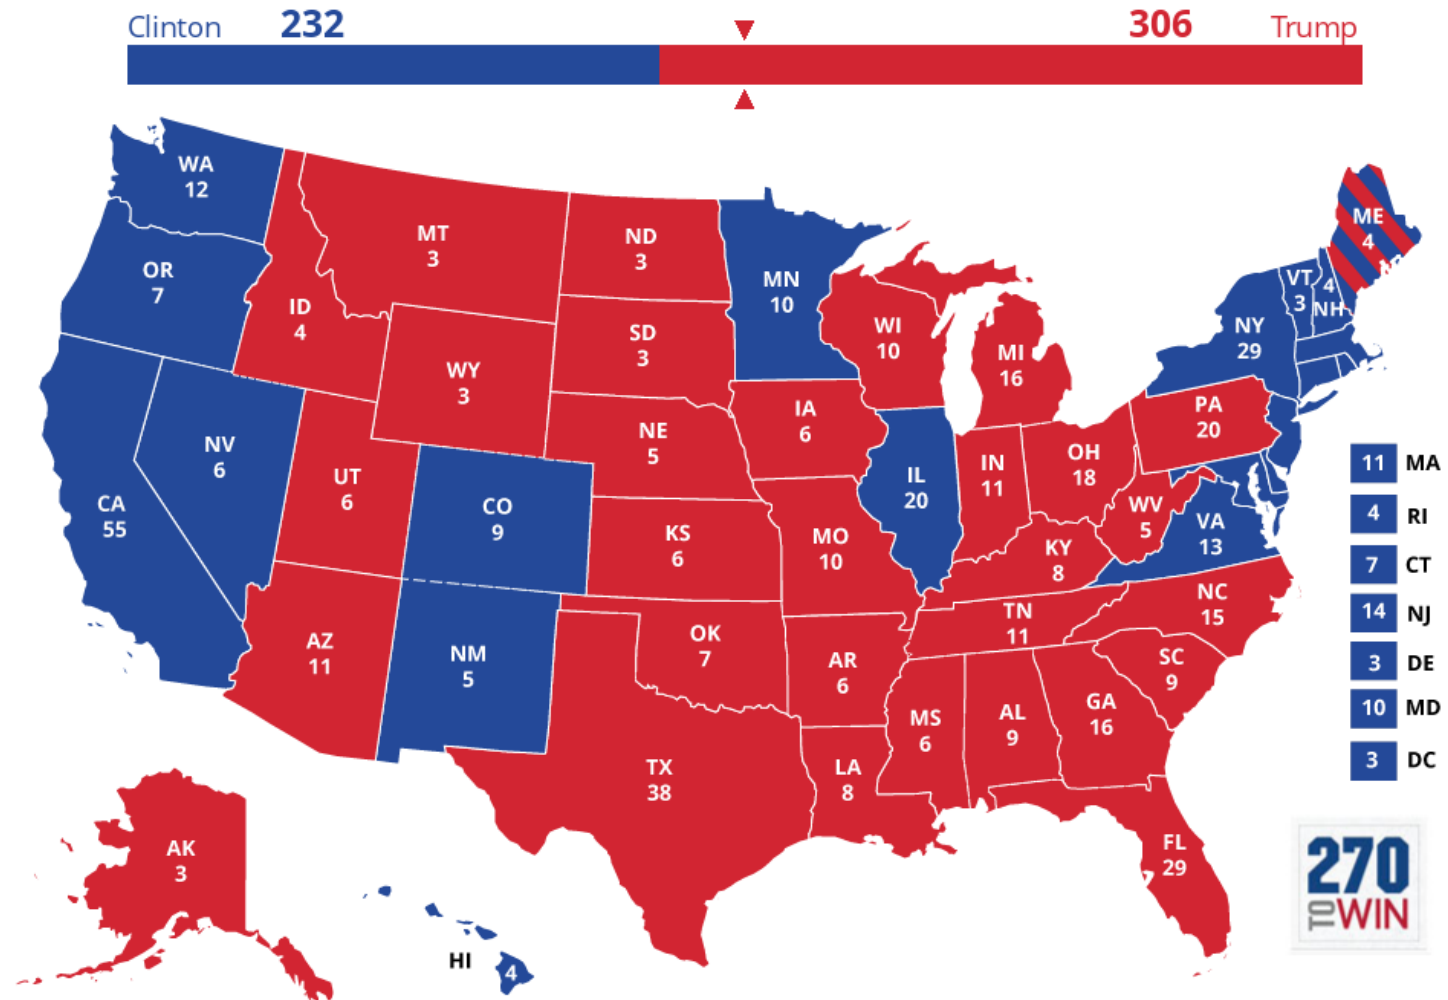 Clinton 232 306 Trump
WA
12
OR
7
CA
55
NV
6
ID
4
MT
3
WY
3
UT
6
AZ
11
CO
9
NM
5
ND
3
SD
3
NE
5
KS
6
OK
7
TX
38
MN
10
IA
6
MO
10
AR
6
LA
8
WI
10
IL
20
MI
16
IN
11
OH
18
KY
8
TN
11
MS
6
AL
9
GA
16
FL
29
SC
9
NC
15
VA
13
WV
5
PA
20
NY
29
VT
3
4
NH
ME
4
11 MA
4 RI
7 CT
14 NJ
3 DE
10 MD
3 DC
AK
3
HI
4
270
TO WIN